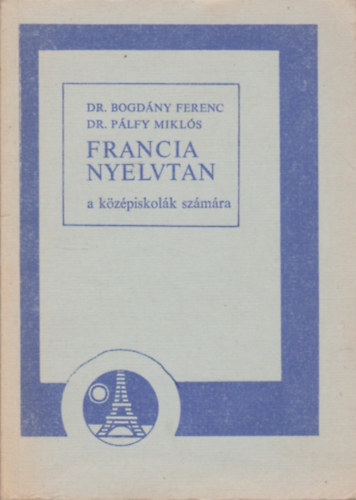 DR. BOGDÁNY FERENC
DR. PÁLFY MIKLÓS
FRANCIA
NYELVTAN
a középiskolák számára